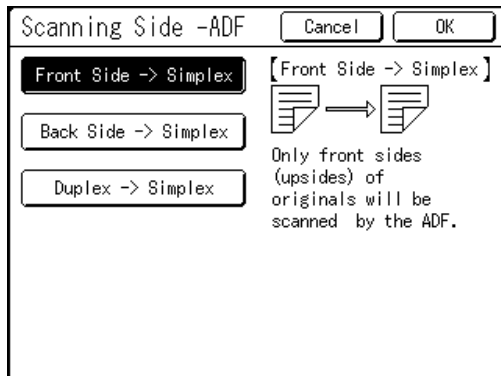 Scanning Side -ADF
Cancel
OK
Front Side -> Simplex
Back Side -> Simplex
Duplex -> Simplex
【Front Side -> Simplex】
Only front sides
(upsides) of
originals will be
scanned by the ADF.